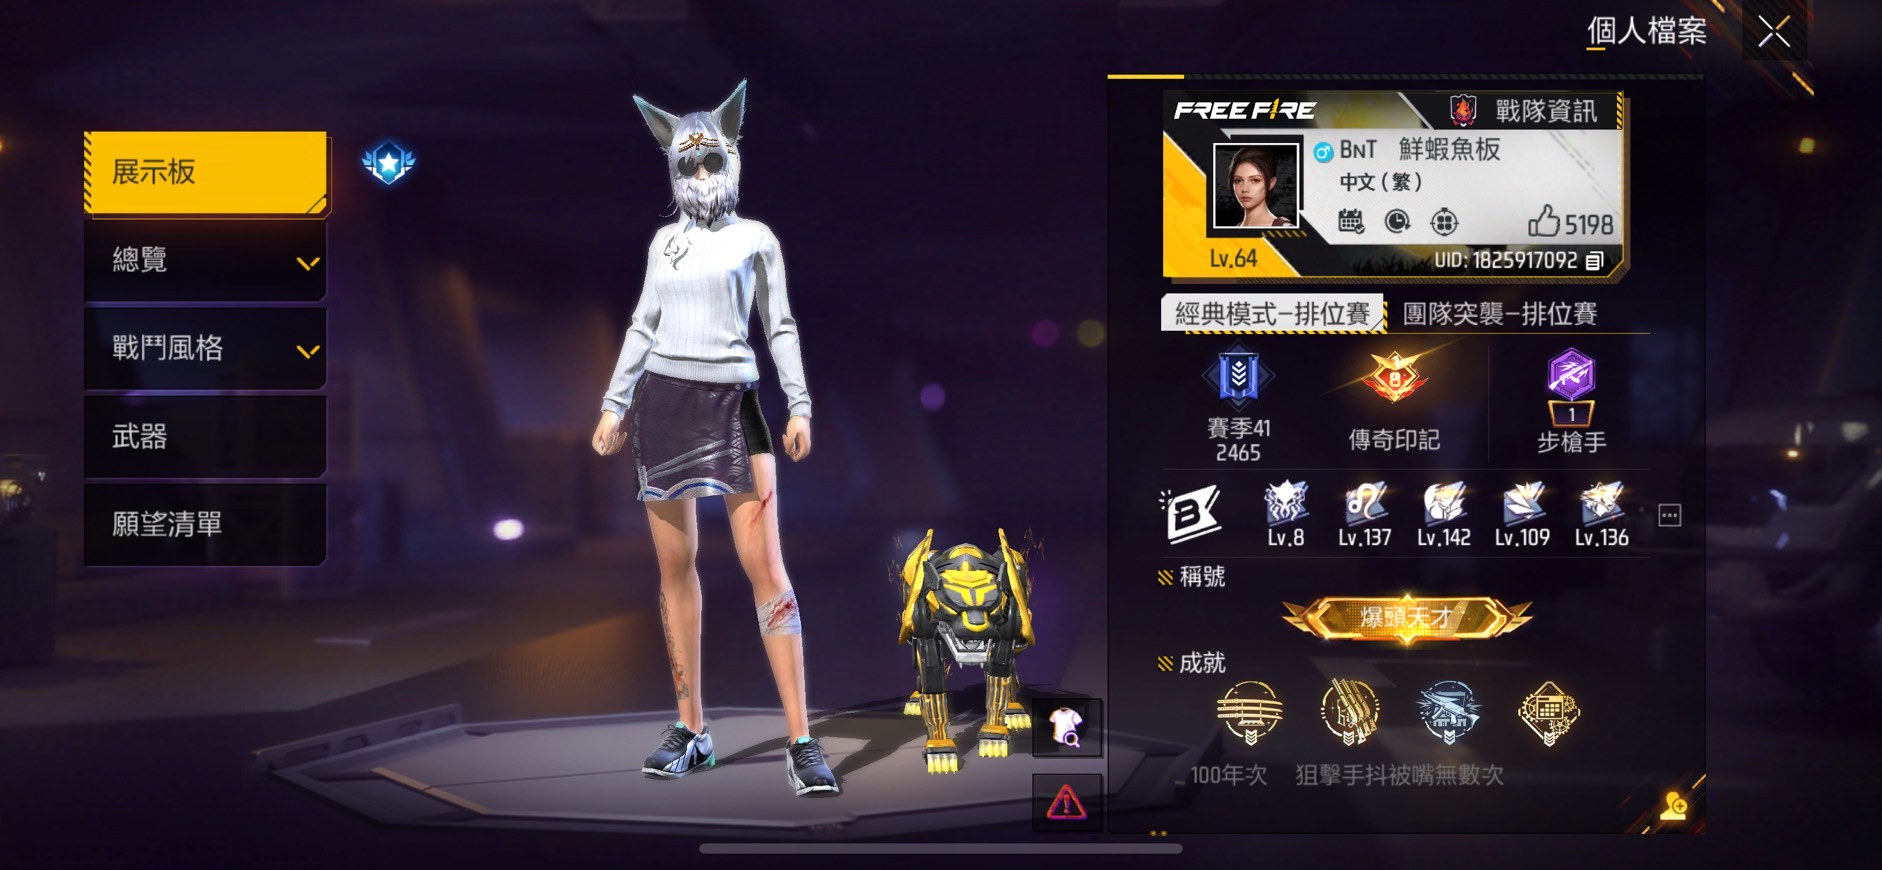 個人檔案
展示板
總覽
戰鬥風格
武器
願望清單
FREE FIRE
戰隊資訊
BNT 鮮蝦魚板
中文(繁)
5198
Lv.64
UID: 1825917092
經典模式-排位賽
團隊突襲-排位賽
賽季41
2465
8
傳奇印記
1
步槍手
Lv.8
Lv.137
Lv.142
Lv.109
Lv.136
稱號
爆頭天才
成就
100年次 狙擊手抖被嘴無數次